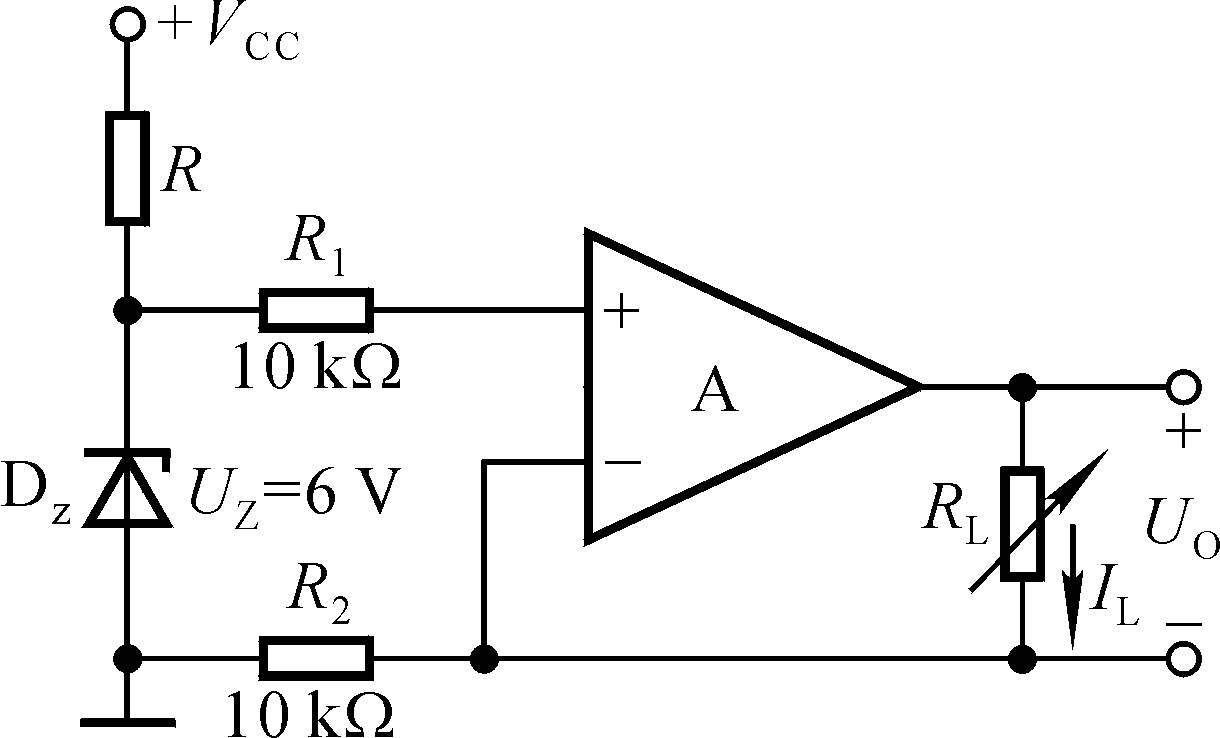 + V_CC
R
R_1
10 kΩ
+
A
−
+
D_z
U_Z=6 V
R_L
U_O
I_L
R_2
−
10 kΩ